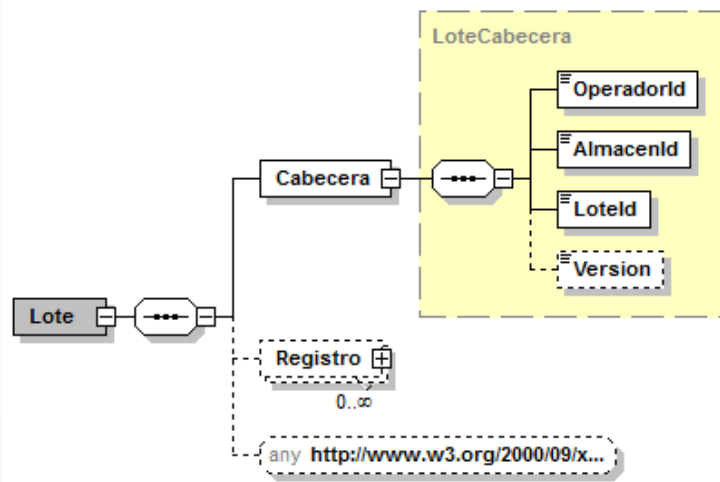 LoteCabecera
OperadorId
AlmacenId
Cabecera
LoteId
Version
Lote
Registro
0..∞
any http://www.w3.org/2000/09/x...